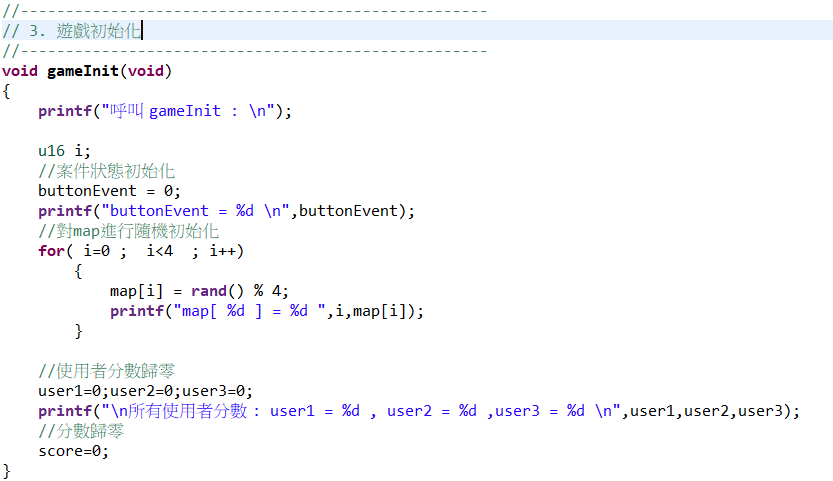 //----------------------------------------------------
// 3. 遊戲初始化
//----------------------------------------------------
void gameInit(void)
{
    printf("呼叫 gameInit : \n");

    u16 i;
    //案件狀態初始化
    buttonEvent = 0;
    printf("buttonEvent = %d \n",buttonEvent);
    //對map進行隨機初始化
    for( i=0 ;  i<4  ; i++)
        {
            map[i] = rand() % 4;
            printf("map[ %d ] = %d ",i,map[i]);
        }

    //使用者分數歸零
    user1=0;user2=0;user3=0;
    printf("\n所有使用者分數 : user1 = %d , user2 = %d ,user3 = %d \n",user1,user2,user3);
    //分數歸零
    score=0;
}